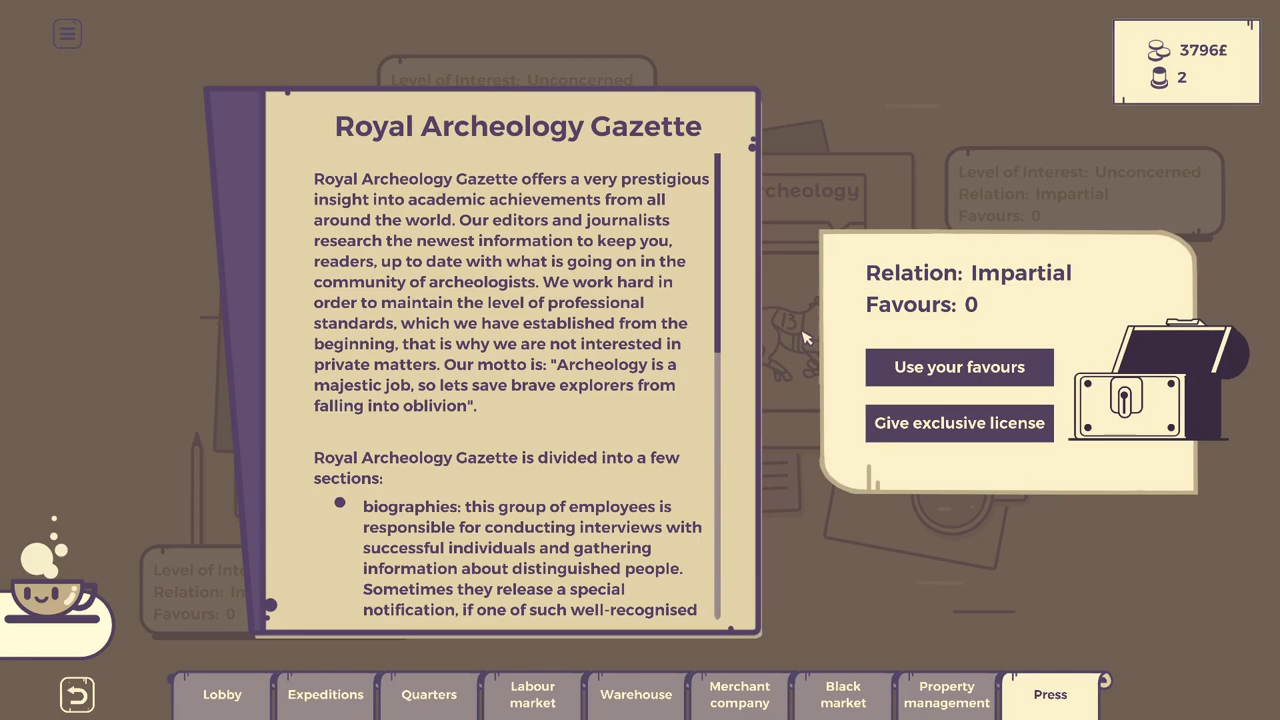 3796£
2
Level of Interest: Unconcerned
Royal Archeology Gazette
Royal Archeology Gazette offers a very prestigious
insight into academic achievements from all
around the world. Our editors and journalists
research the newest information to keep you,
readers, up to date with what is going on in the
community of archeologists. We work hard in
order to maintain the level of professional
standards, which we have established from the
beginning, that is why we are not interested in
private matters. Our motto is: "Archeology is a
majestic job, so lets save brave explorers from
falling into oblivion".
Royal Archeology Gazette is divided into a few
sections:
biographies: this group of employees is
responsible for conducting interviews with
successful individuals and gathering
information about distinguished people.
Sometimes they release a special
notification, if one of such well-recognised
Level of Interest: Unconcerned
Relation: Impartial
Favours: 0
13
Relation: Impartial
Favours: 0
Use your favours
Give exclusive license
Level of
Relation:
Favours: 0
Lobby
Expeditions
Quarters
Labour
market
Warehouse
Merchant
company
Black
market
Property
management
Press